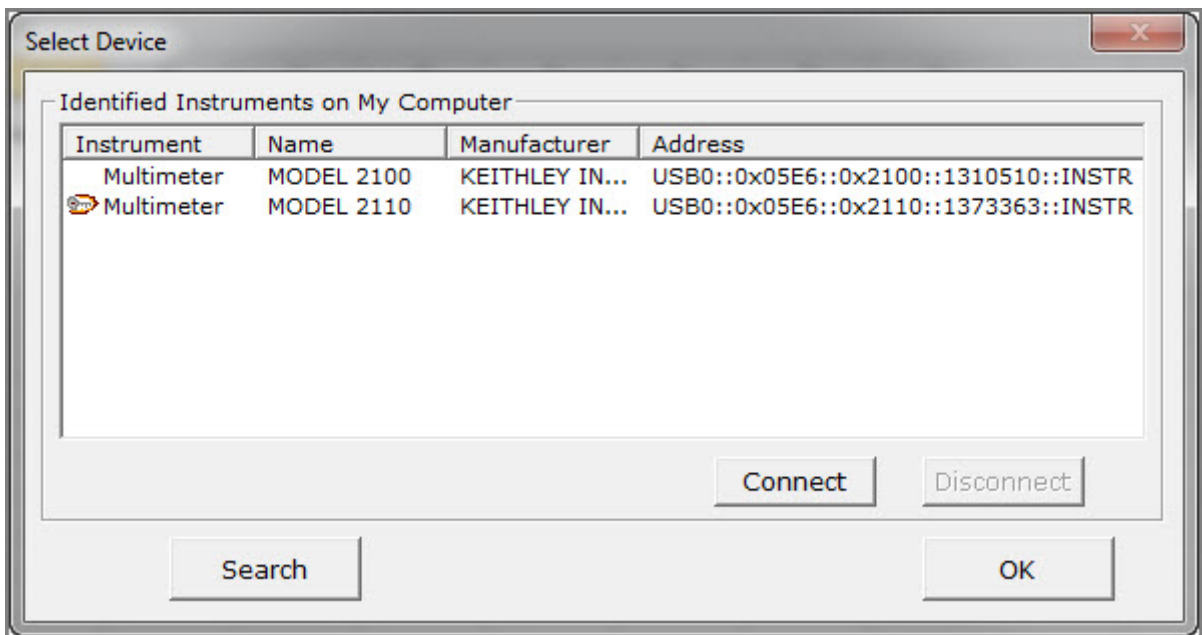 Select Device
Identified Instruments on My Computer
Instrument Name Manufacturer Address
Multimeter MODEL 2100 KEITHLEY IN... USB0::0x05E6::0x2100::1310510::INSTR
Multimeter MODEL 2110 KEITHLEY IN... USB0::0x05E6::0x2110::1373363::INSTR
Connect Disconnect
Search OK